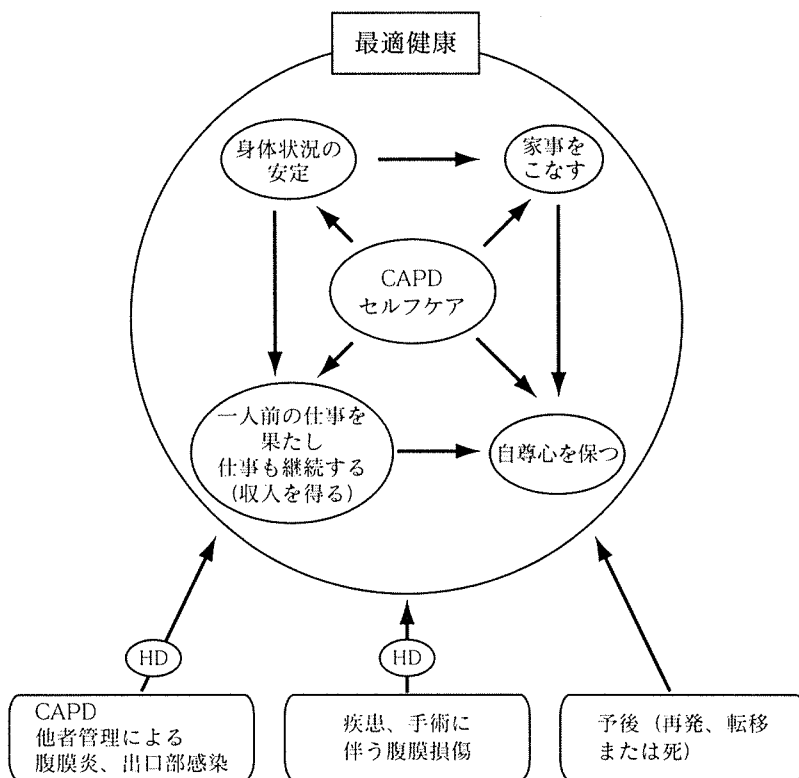 最適健康
身体状況の
安定
家事を
こなす
CAPD
セルフケア
一人前の仕事を
果たし
仕事も継続する
(収入を得る)
自尊心を保つ
HD
HD
CAPD
他者管理による
腹膜炎、出口部感染
疾患、手術に
伴う腹膜損傷
予後(再発、転移
または死)